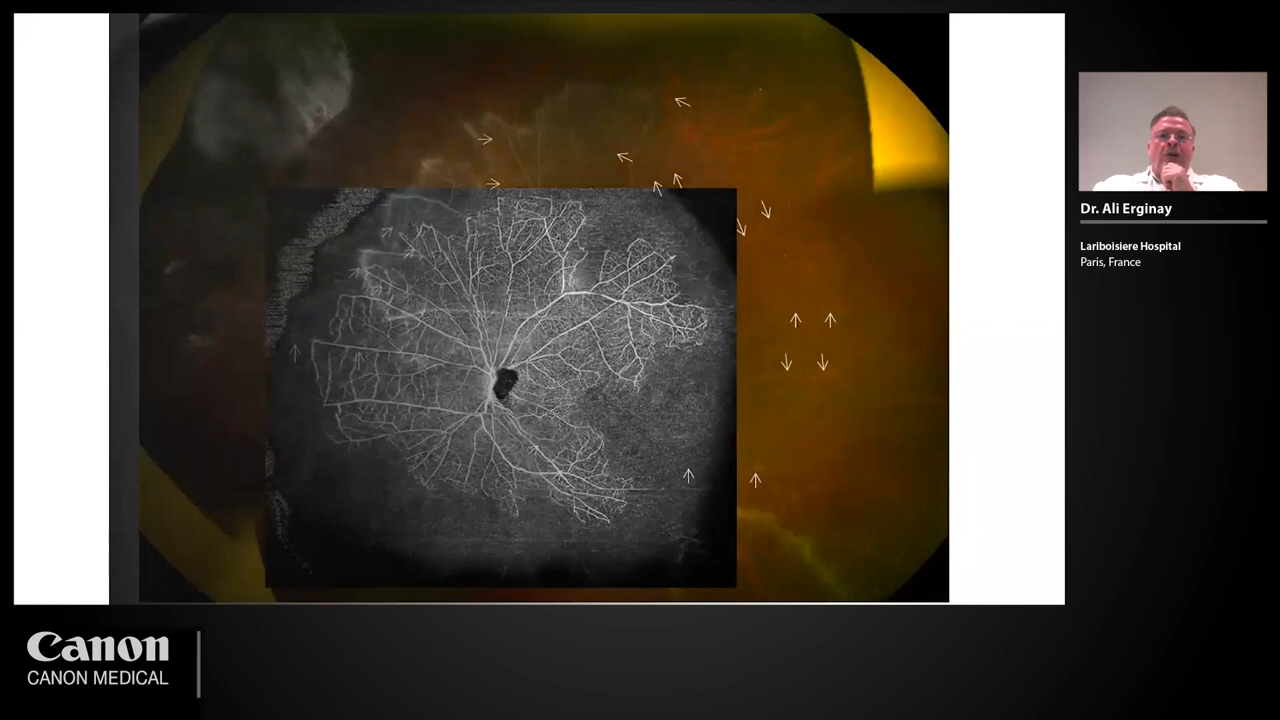 Dr. Ali Erginay
Lariboisiere Hospital
Paris, France
Canon
CANON MEDICAL